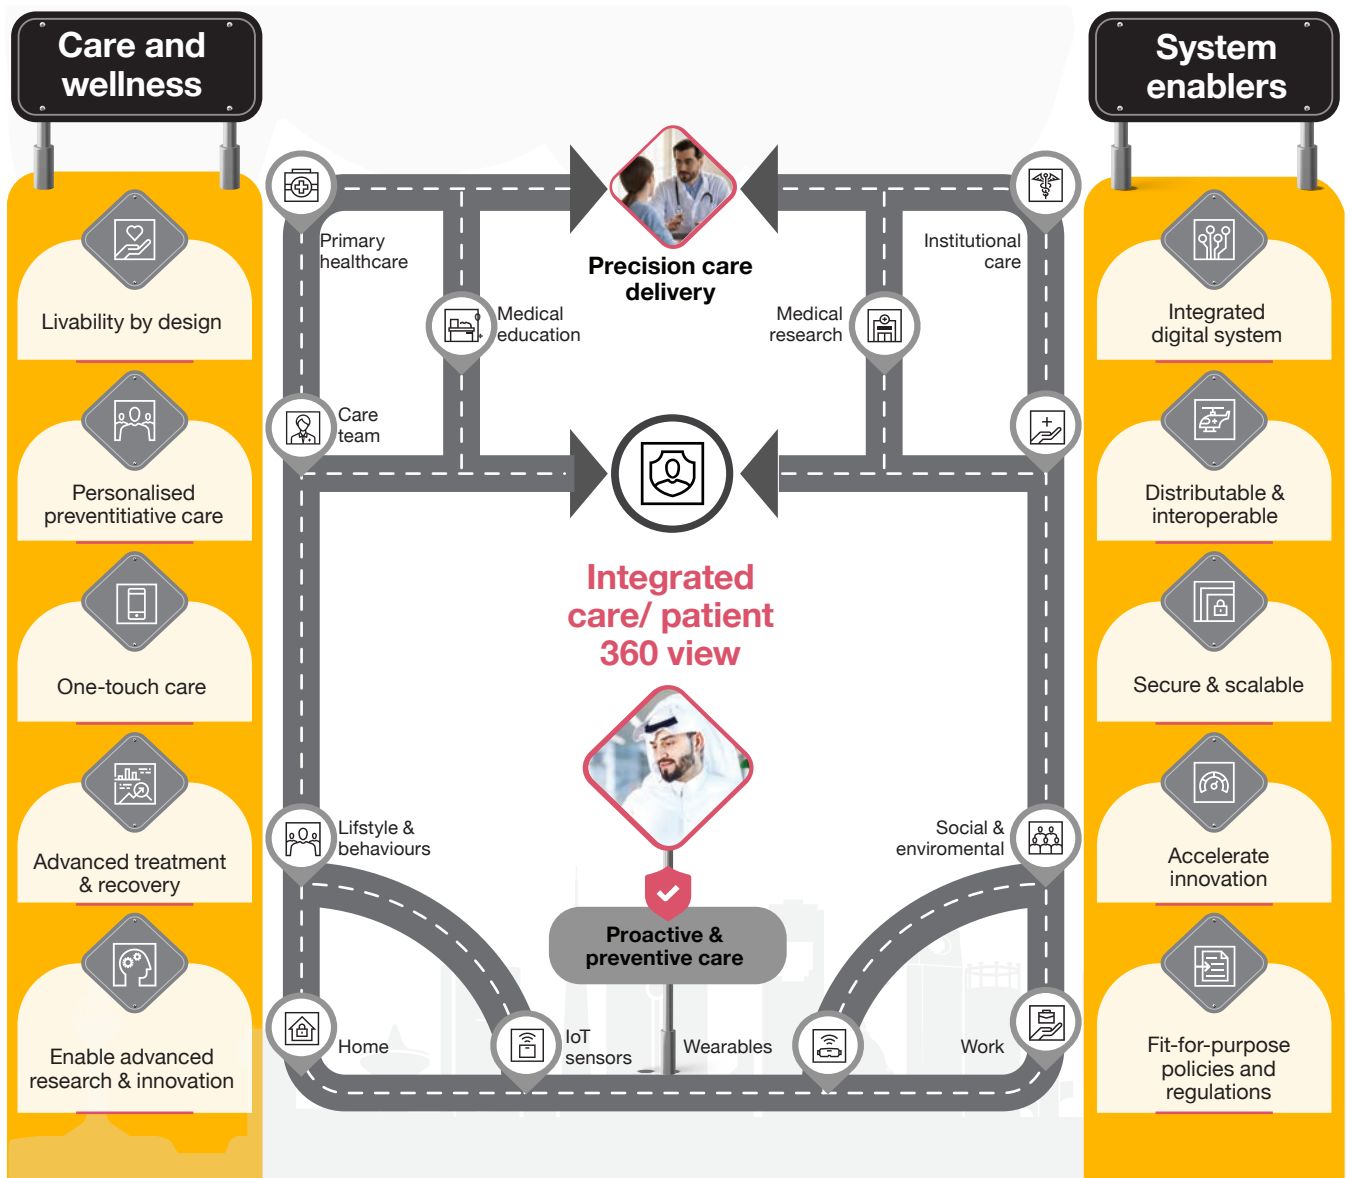 Care and
wellness
Livability by design
Personalised
preventitiative care
One-touch care
Advanced treatment
& recovery
Enable advanced
research & innovation
Primary
healthcare
Medical
education
Care
team
Precision care
delivery
Institutional
care
Medical
research
Integrated
care/ patient
360 view
Lifstyle &
behaviours
Social &
enviromental
Proactive &
preventive care
Home
IoT
sensors
Wearables
Work
System
enablers
Integrated
digital system
Distributable &
interoperable
Secure & scalable
Accelerate
innovation
Fit-for-purpose
policies and
regulations